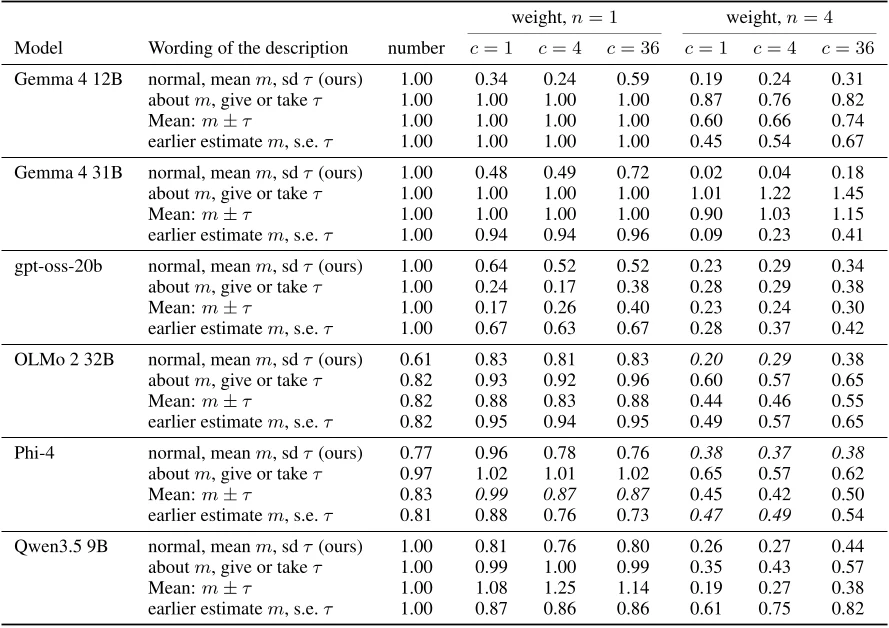 weight, n = 1 weight, n = 4
Model Wording of the description number c = 1 c = 4 c = 36 c = 1 c = 4 c = 36
Gemma 4 12B normal, mean m, sd τ (ours) 1.00 0.34 0.24 0.59 0.19 0.24 0.31
about m, give or take τ 1.00 1.00 1.00 1.00 0.87 0.76 0.82
Mean: m ± τ 1.00 1.00 1.00 1.00 0.60 0.66 0.74
earlier estimate m, s.e. τ 1.00 1.00 1.00 1.00 0.45 0.54 0.67
Gemma 4 31B normal, mean m, sd τ (ours) 1.00 0.48 0.49 0.72 0.02 0.04 0.18
about m, give or take τ 1.00 1.00 1.00 1.00 1.01 1.22 1.45
Mean: m ± τ 1.00 1.00 1.00 1.00 0.90 1.03 1.15
earlier estimate m, s.e. τ 1.00 0.94 0.94 0.96 0.09 0.23 0.41
gpt-oss-20b normal, mean m, sd τ (ours) 1.00 0.64 0.52 0.52 0.23 0.29 0.34
about m, give or take τ 1.00 0.24 0.17 0.38 0.28 0.29 0.38
Mean: m ± τ 1.00 0.17 0.26 0.40 0.23 0.24 0.30
earlier estimate m, s.e. τ 1.00 0.67 0.63 0.67 0.28 0.37 0.42
OLMo 2 32B normal, mean m, sd τ (ours) 0.61 0.83 0.81 0.83 0.20 0.29 0.38
about m, give or take τ 0.82 0.93 0.92 0.96 0.60 0.57 0.65
Mean: m ± τ 0.82 0.88 0.83 0.88 0.44 0.46 0.55
earlier estimate m, s.e. τ 0.82 0.95 0.94 0.95 0.49 0.57 0.65
Phi-4 normal, mean m, sd τ (ours) 0.77 0.96 0.78 0.76 0.38 0.37 0.38
about m, give or take τ 0.97 1.02 1.01 1.02 0.65 0.57 0.62
Mean: m ± τ 0.83 0.99 0.87 0.87 0.45 0.42 0.50
earlier estimate m, s.e. τ 0.81 0.88 0.76 0.73 0.47 0.49 0.54
Qwen3.5 9B normal, mean m, sd τ (ours) 1.00 0.81 0.76 0.80 0.26 0.27 0.44
about m, give or take τ 1.00 0.99 1.00 0.99 0.35 0.43 0.57
Mean: m ± τ 1.00 1.08 1.25 1.14 0.19 0.27 0.38
earlier estimate m, s.e. τ 1.00 0.87 0.86 0.86 0.61 0.75 0.82